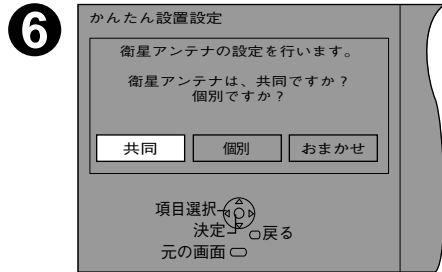 6
かんたん設置設定
衛星アンテナの設定を行います。
衛星アンテナは、共同ですか？
個別ですか？
共同 個別 おまかせ
項目選択
決定 戻る
元の画面